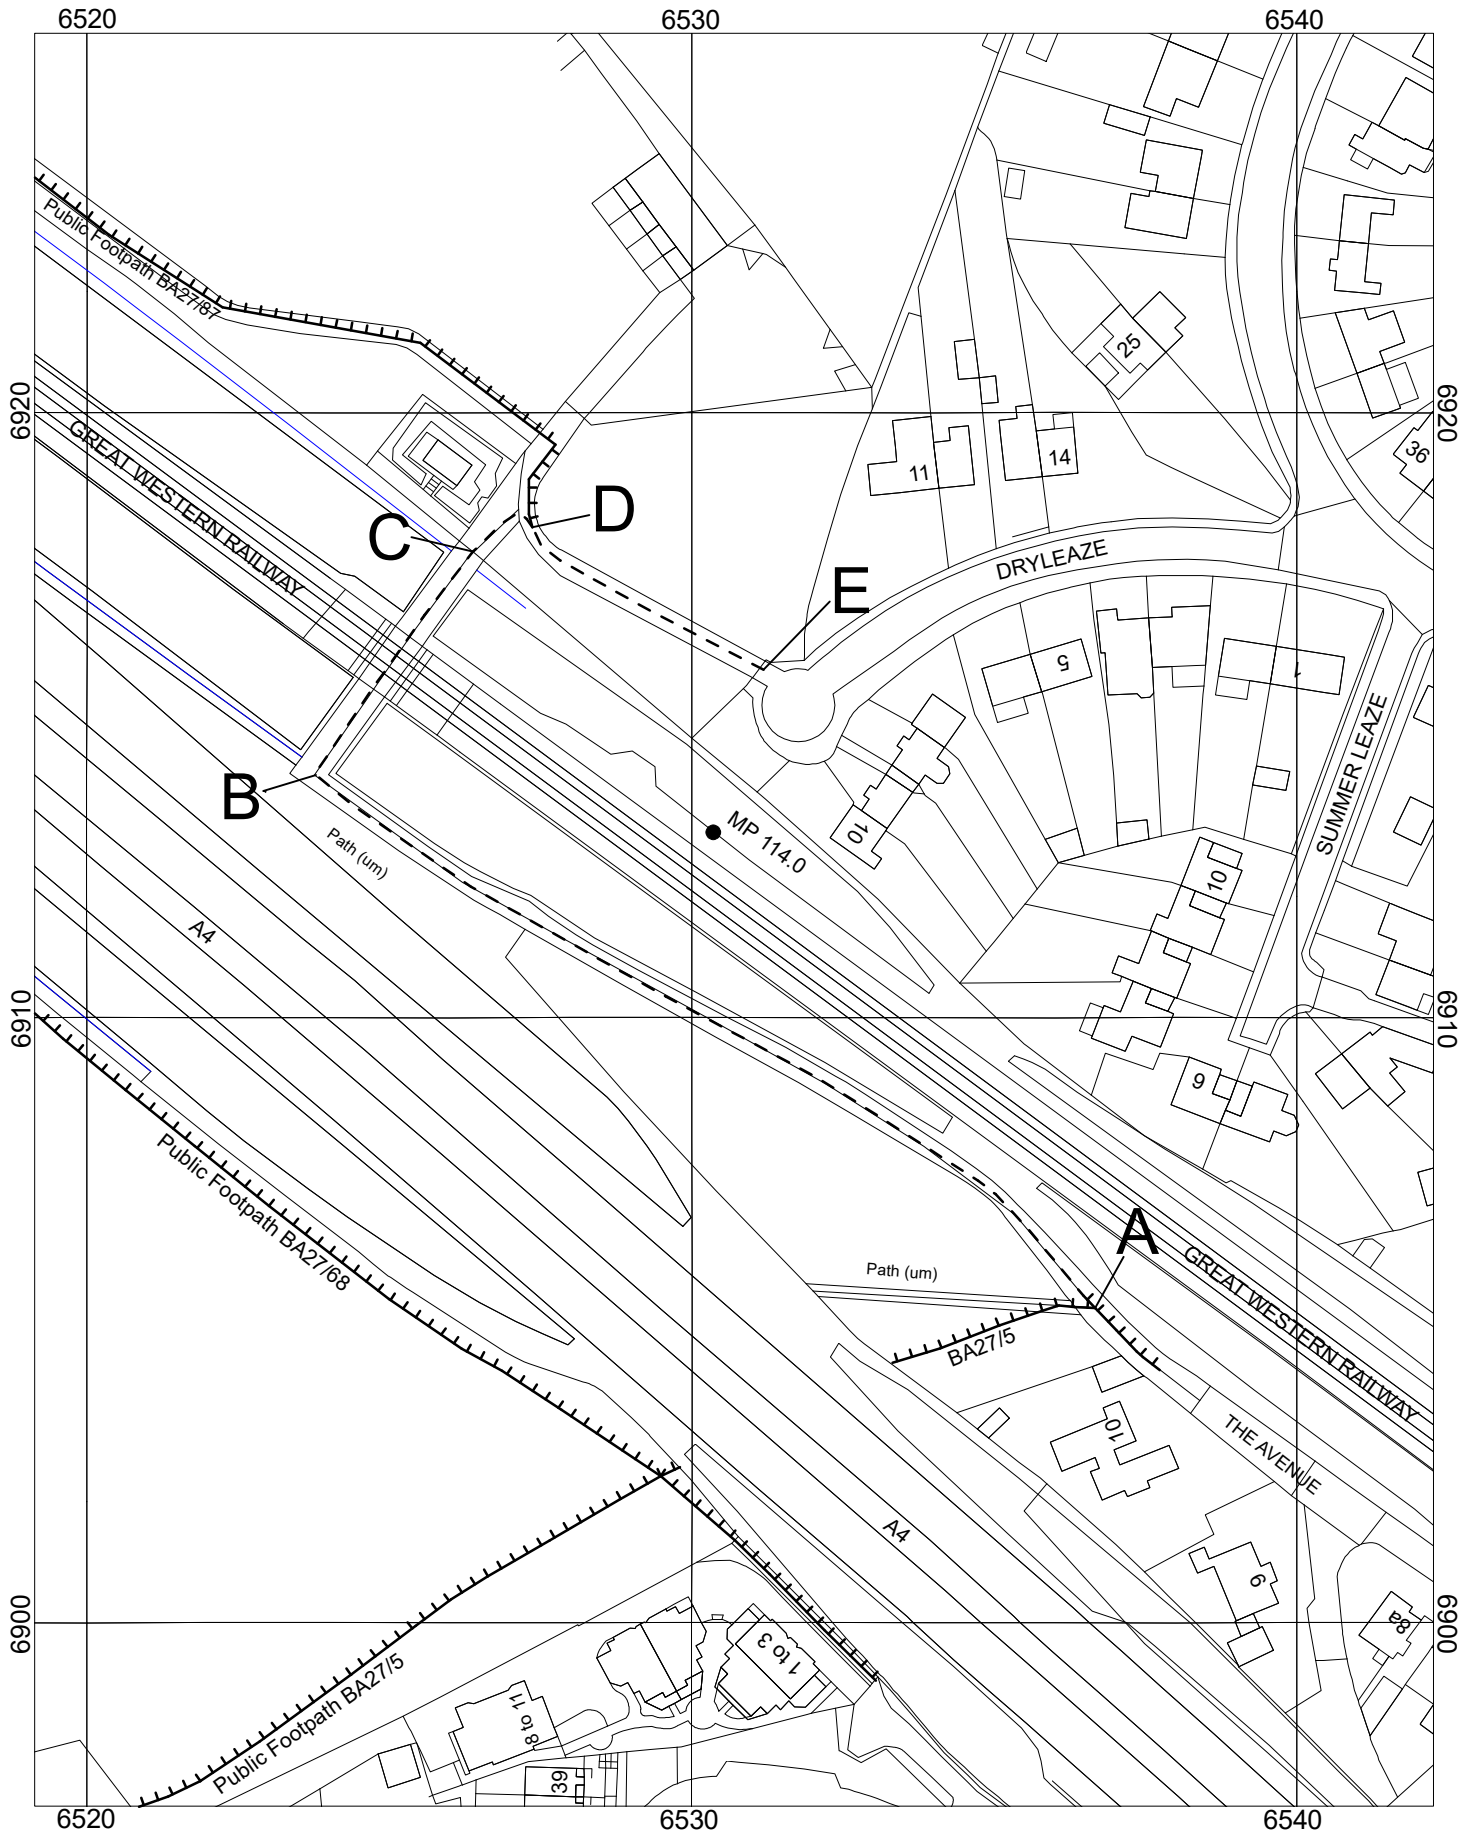 6520
6530
6540
Public Footpath BA27/87
25
6920
6920
GREAT WESTERN RAILWAY
36
11
14
D
C
DRYLEAZE
E
5
1
SUMMER LEAZE
B
MP 114.0
10
Path (um)
10
A4
6910
6910
9
Public Footpath BA27/68
A
GREAT WESTERN RAILWAY
Path (um)
BA27/5
10
THE AVENUE
A4
9
6900
6900
8a
1 to 3
Public Footpath BA27/5
8 to 11
39
6520
6530
6540